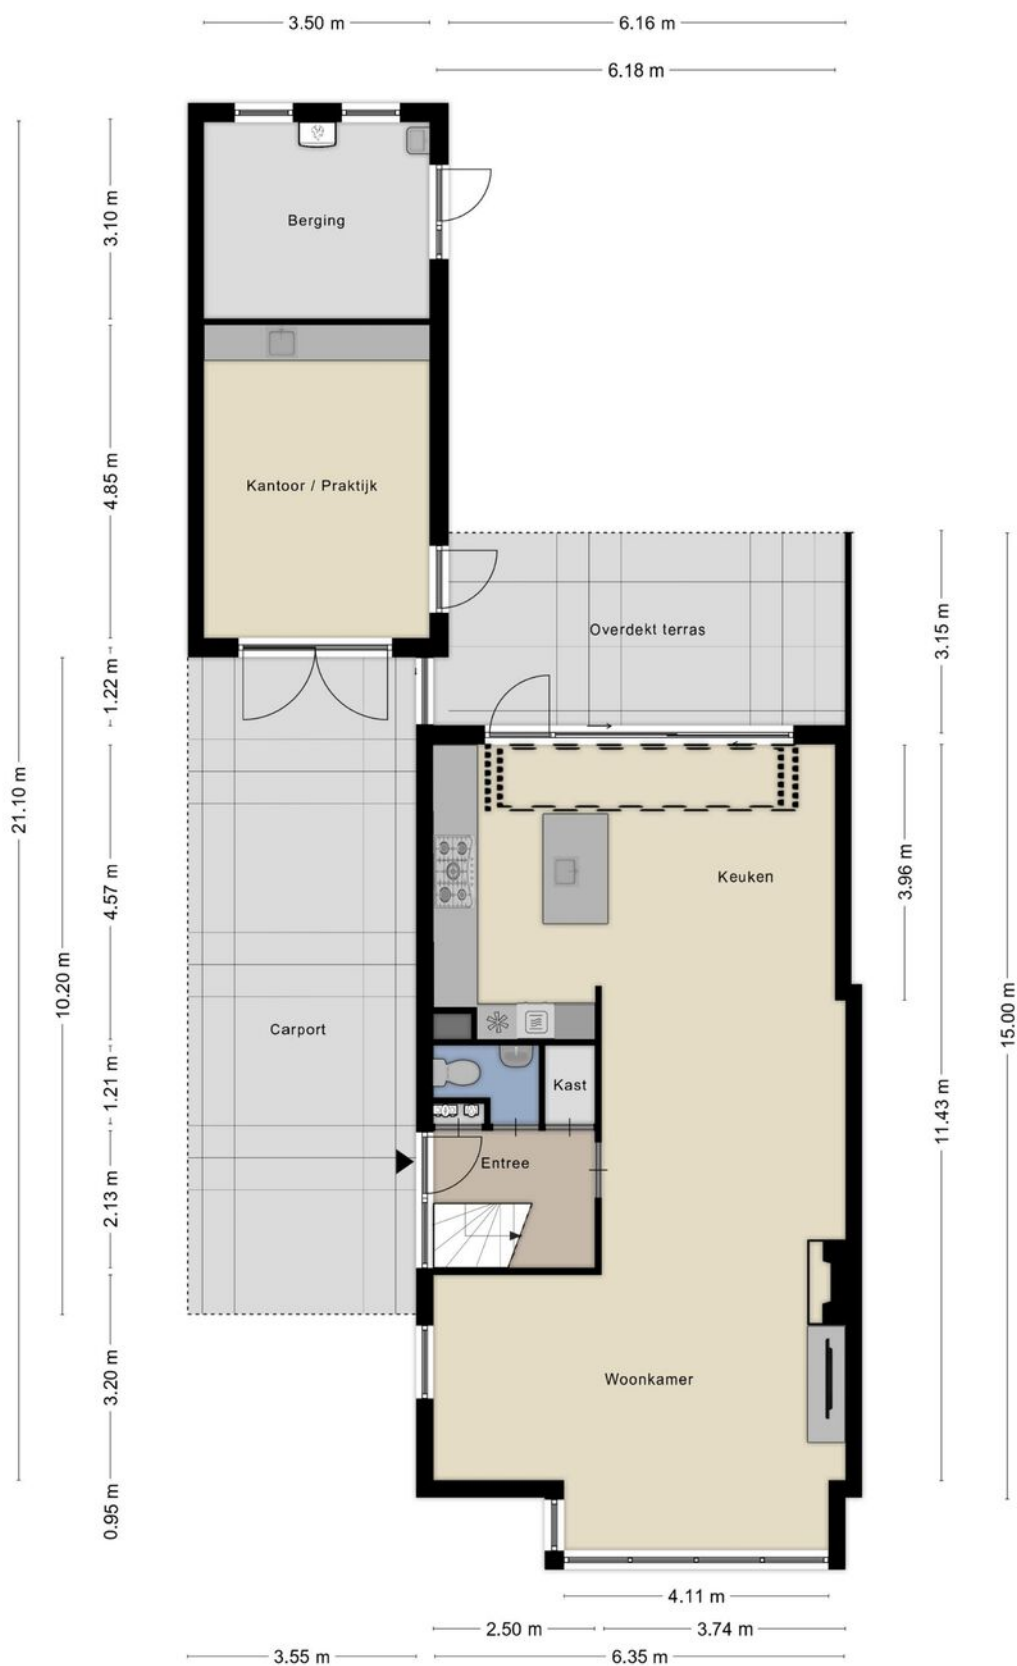 3.50 m
6.16 m
6.18 m
Berging
3.10 m
Kantoor / Praktijk
4.85 m
Overdekt terras
3.15 m
1.22 m
21.10 m
Keuken
3.96 m
4.57 m
10.20 m
Carport
15.00 m
Kast
1.21 m
11.43 m
Entree
2.13 m
Woonkamer
3.20 m
0.95 m
4.11 m
2.50 m
3.74 m
3.55 m
6.35 m